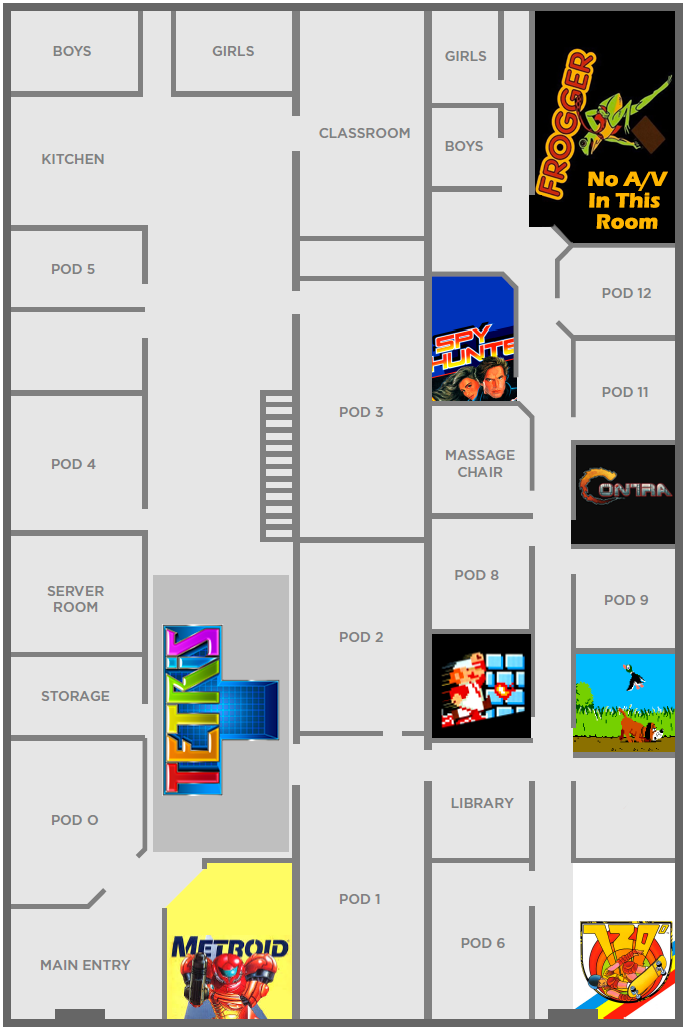 BOYS
GIRLS
CLASSROOM
GIRLS
BOYS
FROGGER
No A/V
In This
Room
KITCHEN
POD 5
POD 12
SPY
HUNTE
POD 3
POD 11
POD 4
MASSAGE
CHAIR
CONTRA
SERVER
ROOM
POD 8
POD 9
STORAGE
TETRIS
POD 2
POD O
LIBRARY
POD 1
METROID
MAIN ENTRY
POD 6
720°